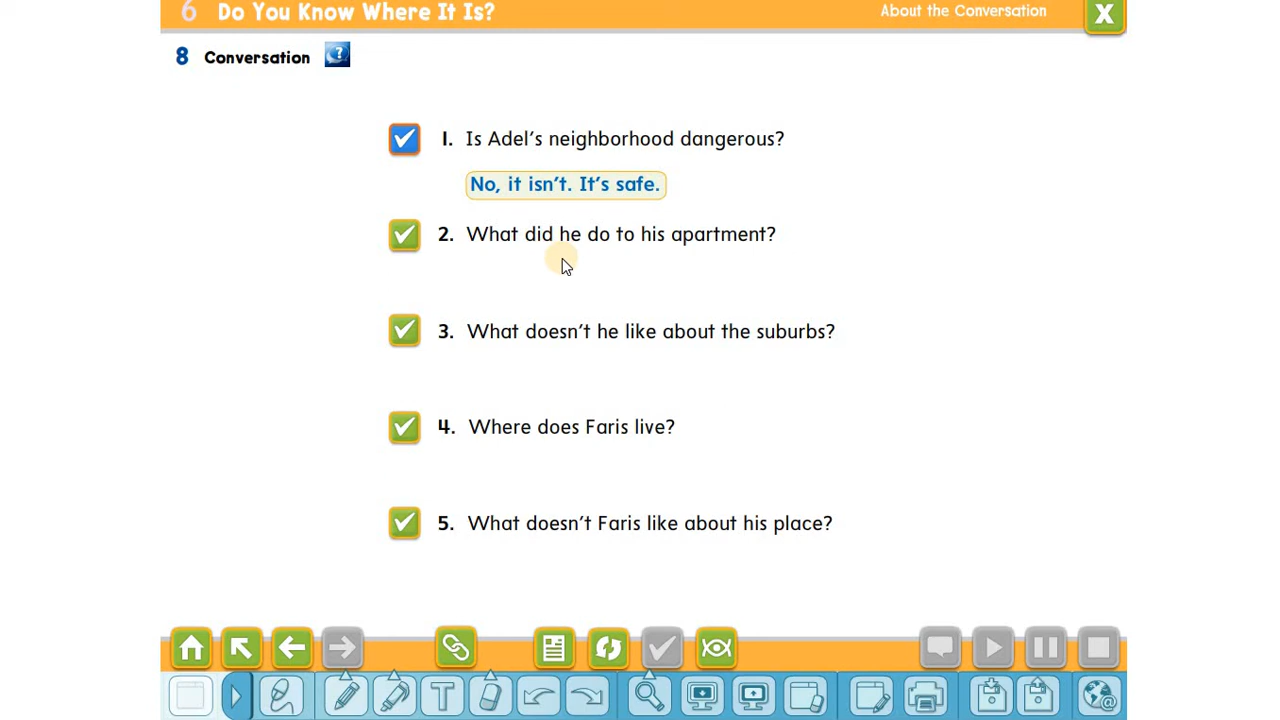 6 Do You Know Where It Is?
About the Conversation
X
8 Conversation ?
1. Is Adel's neighborhood dangerous?
No, it isn't. It's safe.
2. What did he do to his apartment?
3. What doesn't he like about the suburbs?
4. Where does Faris live?
5. What doesn't Faris like about his place?
T